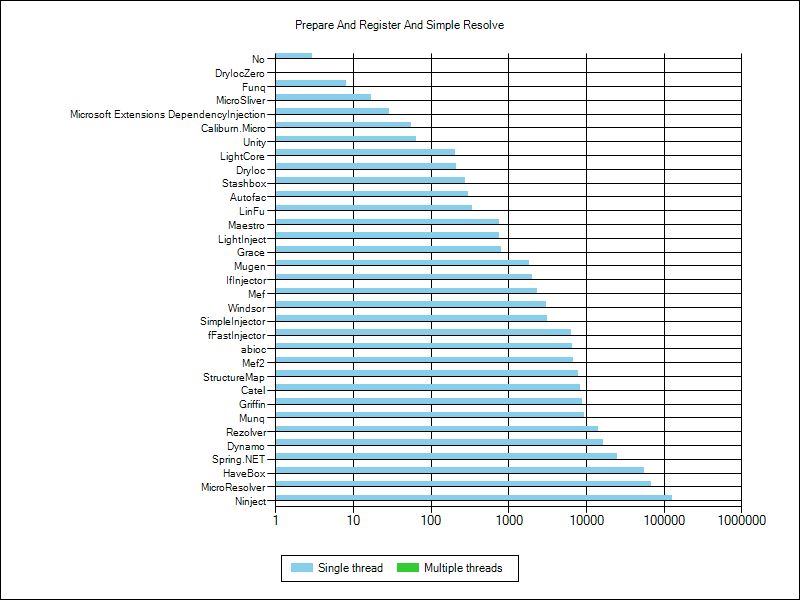 Prepare And Register And Simple Resolve
No
DryIocZero
Funq
MicroSliver
Microsoft Extensions DependencyInjection
Caliburn.Micro
Unity
LightCore
DryIoc
Stashbox
Autofac
LinFu
Maestro
LightInject
Grace
Mugen
IfInjector
Mef
Windsor
SimpleInjector
fFastInjector
abioc
Mef2
StructureMap
Catel
Griffin
Munq
Rezolver
Dynamo
Spring.NET
HaveBox
MicroResolver
Ninject
1 10 100 1000 10000 100000 1000000
Single thread Multiple threads